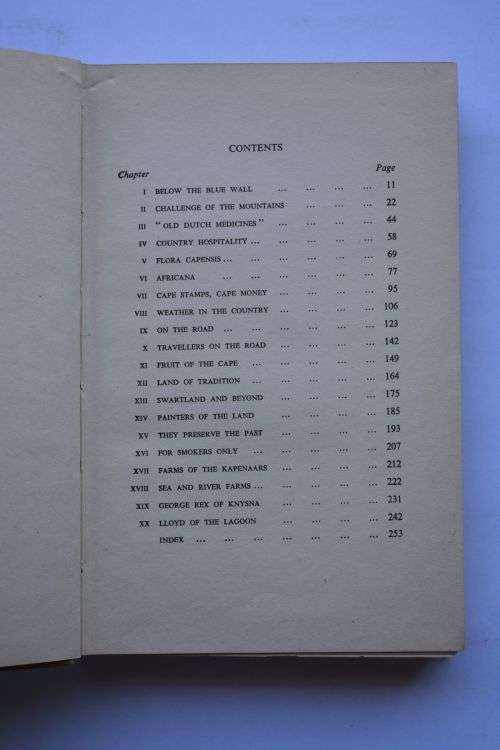 CONTENTS
Chapter Page
I BELOW THE BLUE WALL ... ... ... ... 11
II CHALLENGE OF THE MOUNTAINS ... ... ... 22
III " OLD DUTCH MEDICINES " ... ... ... ... 44
IV COUNTRY HOSPITALITY ... ... ... ... ... 58
V FLORA CAPENSIS ... ... ... ... ... 69
VI AFRICANA ... ... ... ... ... 77
VII CAPE STAMPS, CAPE MONEY ... ... ... ... 95
VIII WEATHER IN THE COUNTRY ... ... ... ... 106
IX ON THE ROAD ... ... ... ... ... ... 123
X TRAVELLERS ON THE ROAD ... ... ... ... 142
XI FRUIT OF THE CAPE ... ... ... ... ... 149
XII LAND OF TRADITION ... ... ... ... ... 164
XIII SWARTLAND AND BEYOND ... ... ... ... 175
XIV PAINTERS OF THE LAND ... ... ... ... 185
XV THEY PRESERVE THE PAST ... ... ... ... 193
XVI FOR SMOKERS ONLY ... ... ... ... ... 207
XVII FARMS OF THE KAPENAARS ... ... ... ... 212
XVIII SEA AND RIVER FARMS ... ... ... ... ... 222
XIX GEORGE REX OF KNYSNA ... ... ... ... 231
XX LLOYD OF THE LAGOON ... ... ... ... 242
INDEX ... ... ... ... ... ... ... 253